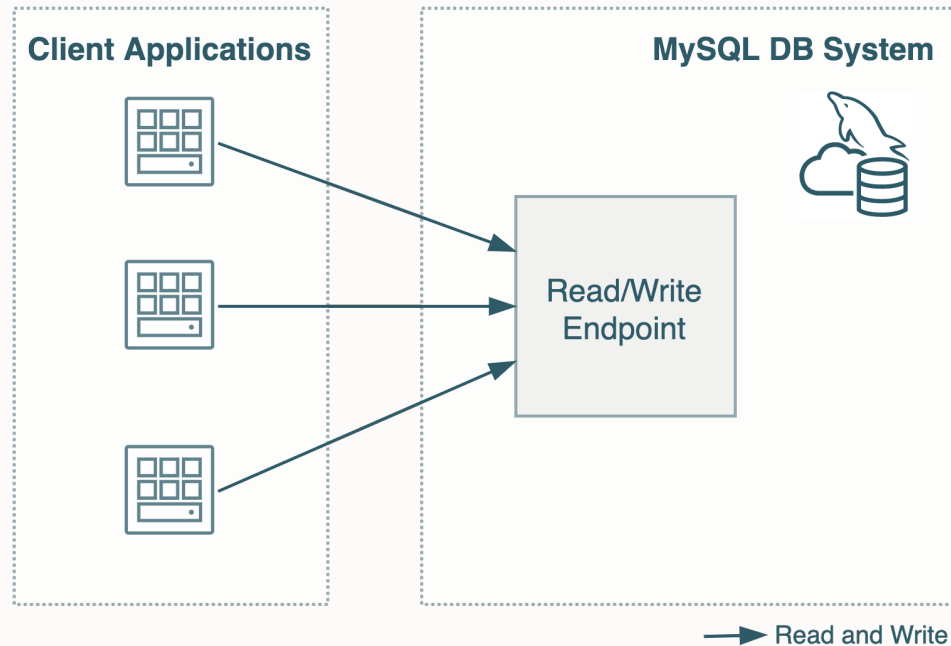 Client Applications
MySQL DB System
Read/Write
Endpoint
Read and Write